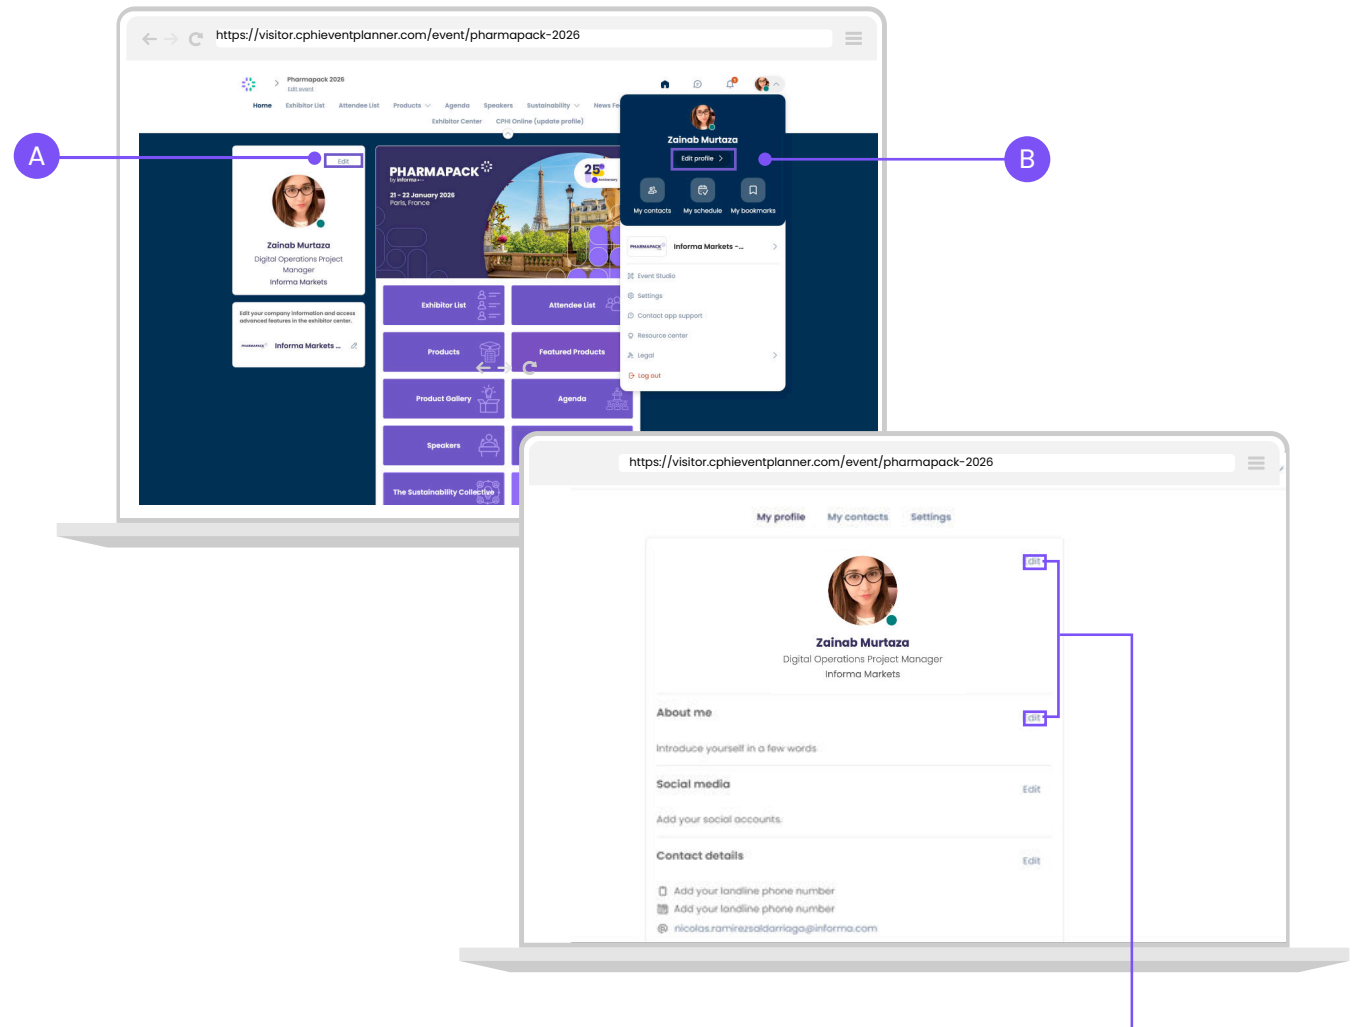 https://visitor.cphieventplanner.com/event/pharmapack-2026
Pharmapack 2026
Edit event
Home Exhibitor List Attendee List Products Agenda Speakers Sustainability News Fe
Exhibitor Center CPHI Online (update profile)
A
Edit
Zainab Murtaza
Digital Operations Project
Manager
Informa Markets
Edit your company information and access
advanced features in the exhibitor center.
PHARMAPACK
Informa Markets ...
PHARMAPACK
by informa
21 - 22 January 2026
Paris, France
25
Exhibitor List
Attendee List
Products
Featured Products
Product Gallery
Agenda
Speakers
The Sustainability Collective
Zainab Murtaza
Edit profile
B
My contacts My schedule My bookmarks
PHARMAPACK
Informa Markets -...
Event Studio
Settings
Contact app support
Resource center
Legal
Log out
https://visitor.cphieventplanner.com/event/pharmapack-2026
My profile My contacts Settings
Edit
Zainab Murtaza
Digital Operations Project Manager
Informa Markets
About me
Edit
Introduce yourself in a few words
Social media
Edit
Add your social accounts.
Contact details
Edit
Add your landline phone number
Add your landline phone number
nicolas.ramirezsaldarriaga@informa.com